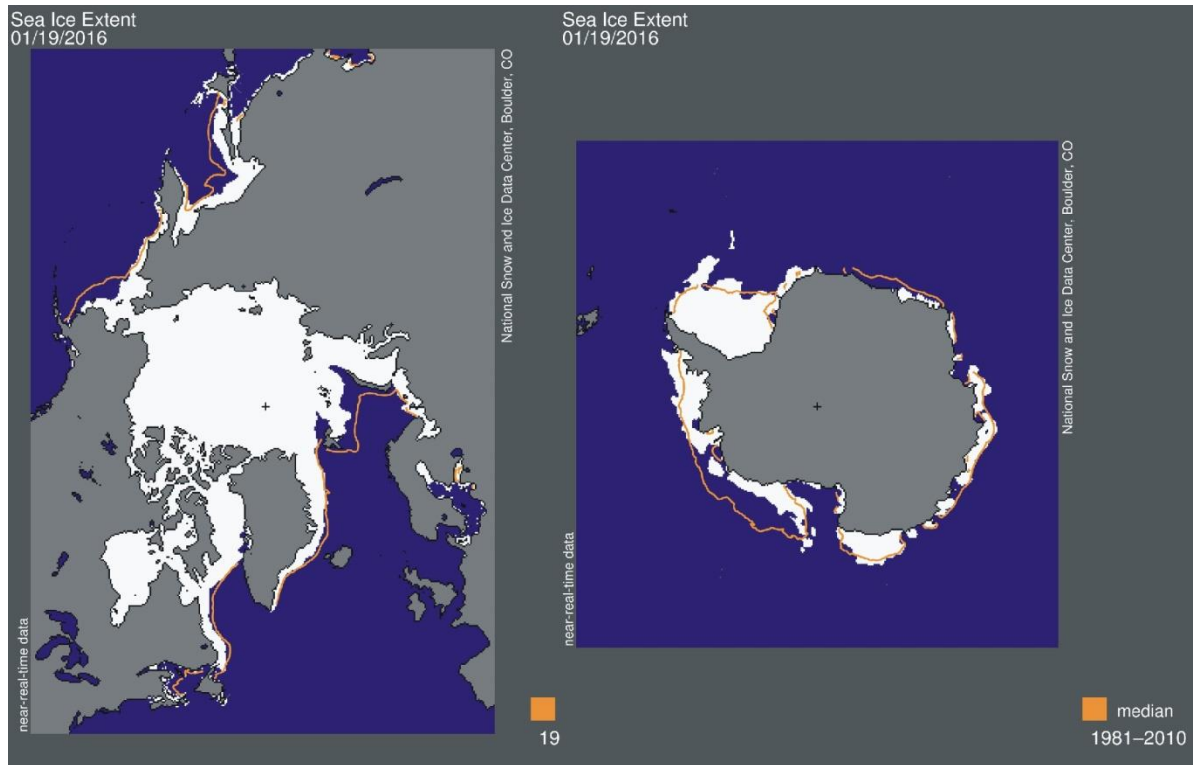 Sea Ice Extent
01/19/2016
National Snow and Ice Data Center, Boulder, CO
near-real-time data
19
Sea Ice Extent
01/19/2016
National Snow and Ice Data Center, Boulder, CO
near-real-time data
median
1981–2010